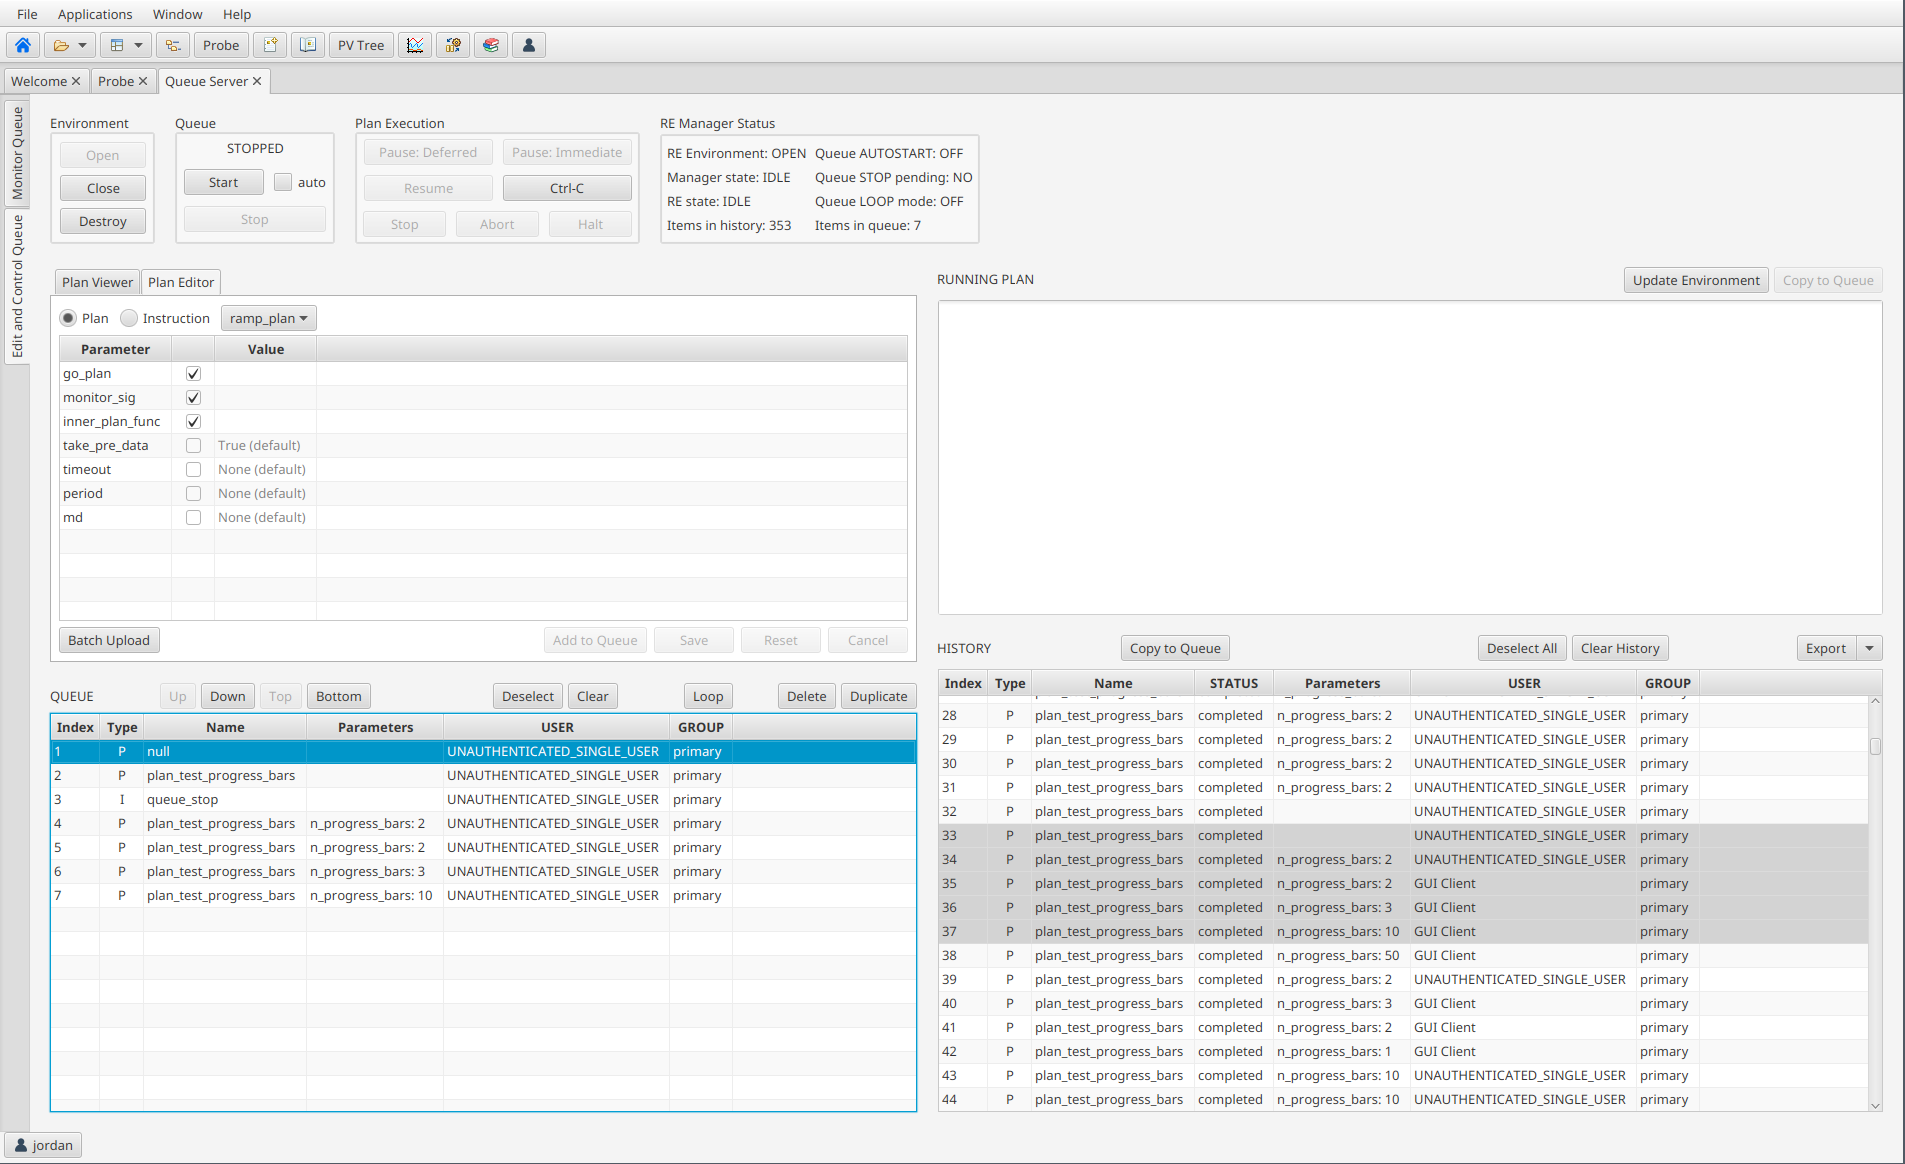 File Applications Window Help
Probe PV Tree
Welcome Probe Queue Server
Monitor Queue
Edit and Control Queue
Environment Queue Plan Execution RE Manager Status
Open
Close
Destroy
STOPPED
Start auto
Stop
Pause: Deferred Pause: Immediate
Resume Ctrl-C
Stop Abort Halt
RE Environment: OPEN Queue AUTOSTART: OFF
Manager state: IDLE Queue STOP pending: NO
RE state: IDLE Queue LOOP mode: OFF
Items in history: 353 Items in queue: 7
Plan Viewer Plan Editor
Plan Instruction ramp_plan
Parameter Value
go_plan
monitor_sig
inner_plan_func
take_pre_data True (default)
timeout None (default)
period None (default)
md None (default)
Batch Upload Add to Queue Save Reset Cancel
QUEUE Up Down Top Bottom Deselect Clear Loop Delete Duplicate
Index Type Name Parameters USER GROUP
1 P null UNAUTHENTICATED_SINGLE_USER primary
2 P plan_test_progress_bars UNAUTHENTICATED_SINGLE_USER primary
3 I queue_stop UNAUTHENTICATED_SINGLE_USER primary
4 P plan_test_progress_bars n_progress_bars: 2 UNAUTHENTICATED_SINGLE_USER primary
5 P plan_test_progress_bars n_progress_bars: 2 UNAUTHENTICATED_SINGLE_USER primary
6 P plan_test_progress_bars n_progress_bars: 3 UNAUTHENTICATED_SINGLE_USER primary
7 P plan_test_progress_bars n_progress_bars: 10 UNAUTHENTICATED_SINGLE_USER primary
RUNNING PLAN Update Environment Copy to Queue
HISTORY Copy to Queue Deselect All Clear History Export
Index Type Name STATUS Parameters USER GROUP
28 P plan_test_progress_bars completed n_progress_bars: 2 UNAUTHENTICATED_SINGLE_USER primary
29 P plan_test_progress_bars completed n_progress_bars: 2 UNAUTHENTICATED_SINGLE_USER primary
30 P plan_test_progress_bars completed n_progress_bars: 2 UNAUTHENTICATED_SINGLE_USER primary
31 P plan_test_progress_bars completed n_progress_bars: 2 UNAUTHENTICATED_SINGLE_USER primary
32 P plan_test_progress_bars completed UNAUTHENTICATED_SINGLE_USER primary
33 P plan_test_progress_bars completed UNAUTHENTICATED_SINGLE_USER primary
34 P plan_test_progress_bars completed n_progress_bars: 2 UNAUTHENTICATED_SINGLE_USER primary
35 P plan_test_progress_bars completed n_progress_bars: 2 GUI Client primary
36 P plan_test_progress_bars completed n_progress_bars: 3 GUI Client primary
37 P plan_test_progress_bars completed n_progress_bars: 10 GUI Client primary
38 P plan_test_progress_bars completed n_progress_bars: 50 GUI Client primary
39 P plan_test_progress_bars completed n_progress_bars: 2 UNAUTHENTICATED_SINGLE_USER primary
40 P plan_test_progress_bars completed n_progress_bars: 3 GUI Client primary
41 P plan_test_progress_bars completed n_progress_bars: 2 GUI Client primary
42 P plan_test_progress_bars completed n_progress_bars: 1 GUI Client primary
43 P plan_test_progress_bars completed n_progress_bars: 10 UNAUTHENTICATED_SINGLE_USER primary
44 P plan_test_progress_bars completed n_progress_bars: 10 UNAUTHENTICATED_SINGLE_USER primary
jordan